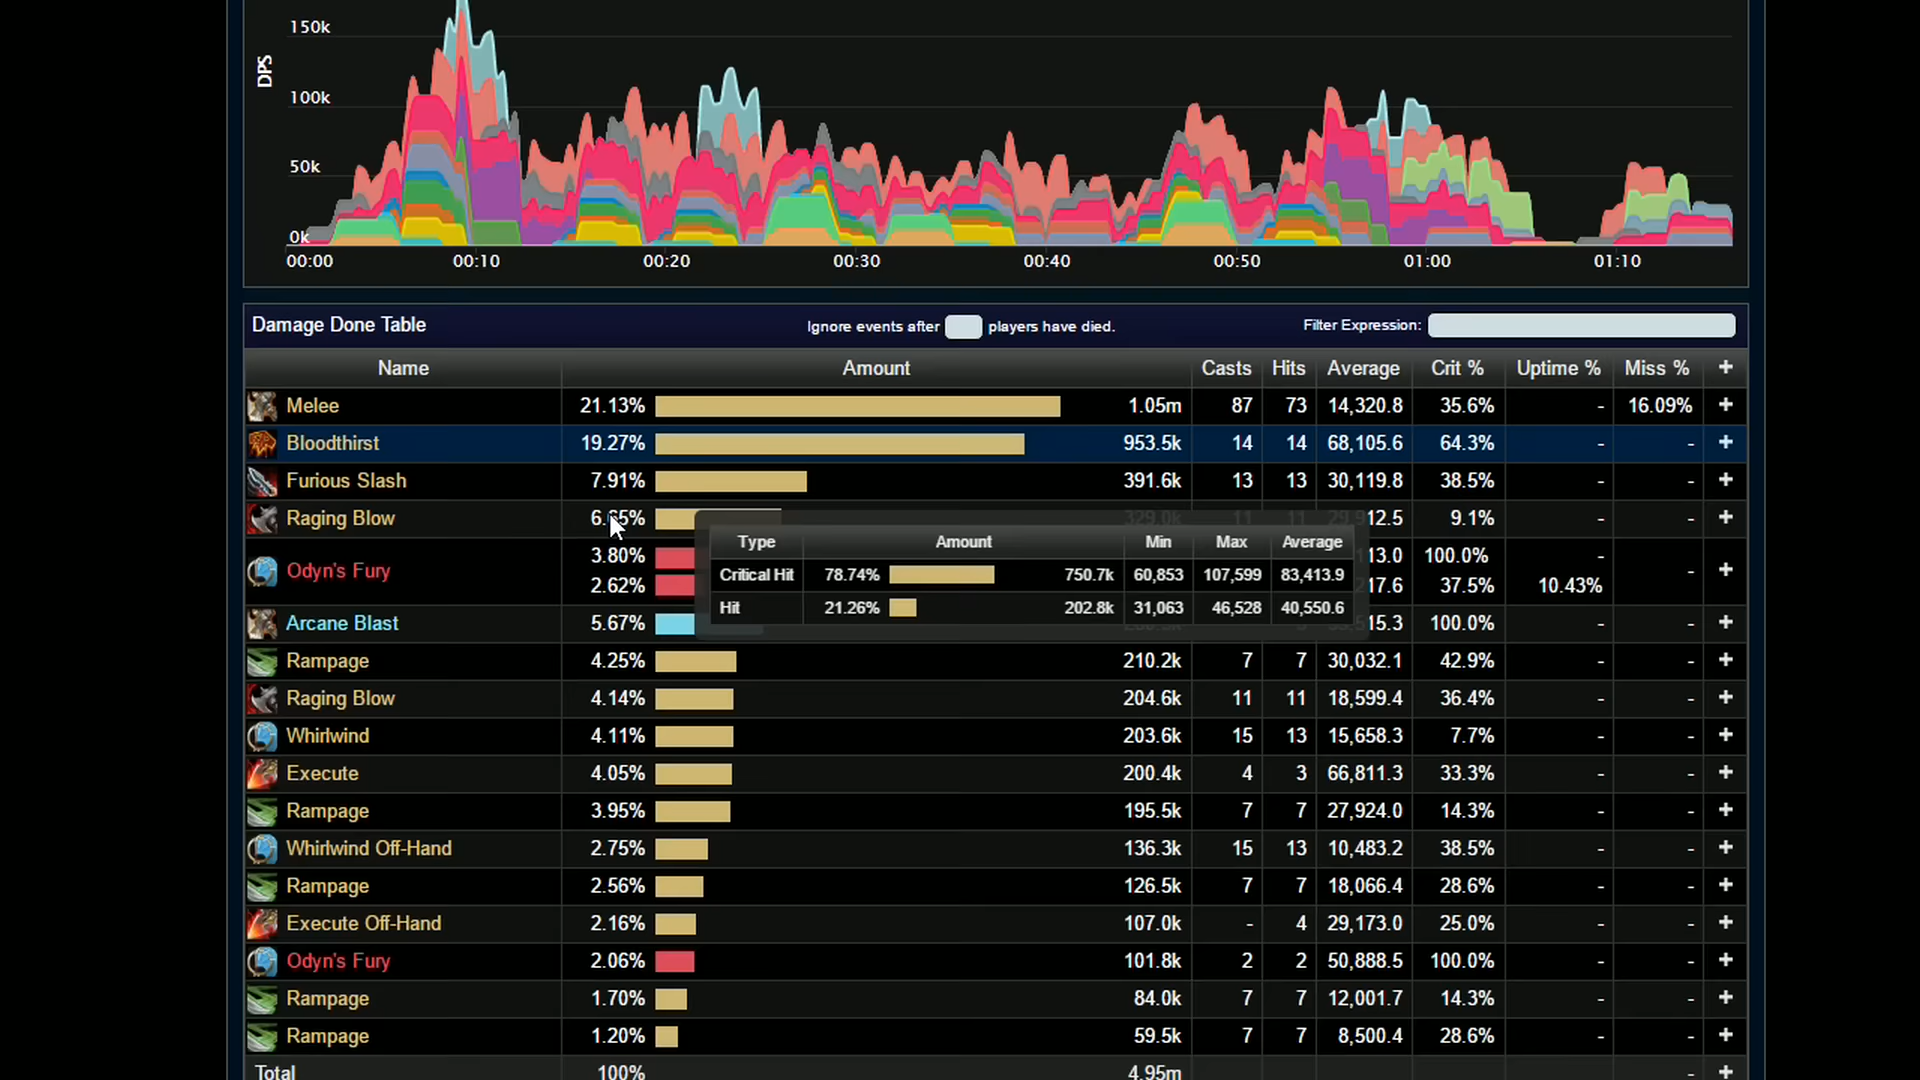 150k
DPS
100k
50k
0k
00:00 00:10 00:20 00:30 00:40 00:50 01:00 01:10
Damage Done Table Ignore events after players have died. Filter Expression:
Name Amount Casts Hits Average Crit % Uptime % Miss % +
Melee 21.13% 1.05m 87 73 14,320.8 35.6% - 16.09% +
Bloodthirst 19.27% 953.5k 14 14 68,105.6 64.3% - - +
Furious Slash 7.91% 391.6k 13 13 30,119.8 38.5% - - +
Raging Blow 9.1% - - +
Type Amount Min Max Average
Critical Hit 78.74% 750.7k 60,853 107,599 83,413.9
Hit 21.26% 202.8k 31,063 46,528 40,550.6
Odyn's Fury 3.80% 100.0% - - +
2.62% 37.5% 10.43%
Arcane Blast 5.67% 100.0% - - +
Rampage 4.25% 210.2k 7 7 30,032.1 42.9% - - +
Raging Blow 4.14% 204.6k 11 11 18,599.4 36.4% - - +
Whirlwind 4.11% 203.6k 15 13 15,658.3 7.7% - - +
Execute 4.05% 200.4k 4 3 66,811.3 33.3% - - +
Rampage 3.95% 195.5k 7 7 27,924.0 14.3% - - +
Whirlwind Off-Hand 2.75% 136.3k 15 13 10,483.2 38.5% - - +
Rampage 2.56% 126.5k 7 7 18,066.4 28.6% - - +
Execute Off-Hand 2.16% 107.0k - 4 29,173.0 25.0% - - +
Odyn's Fury 2.06% 101.8k 2 2 50,888.5 100.0% - - +
Rampage 1.70% 84.0k 7 7 12,001.7 14.3% - - +
Rampage 1.20% 59.5k 7 7 8,500.4 28.6% - - +
Total 100% 4.95m - +